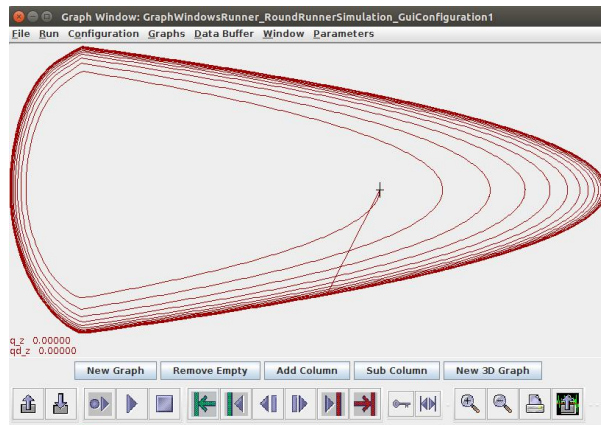 Graph Window: GraphWindowsRunner_RoundRunnerSimulation_GuiConfiguration1
File Run Configuration Graphs Data Buffer Window Parameters
q_z 0.00000
qd_z 0.00000
New Graph Remove Empty Add Column Sub Column New 3D Graph